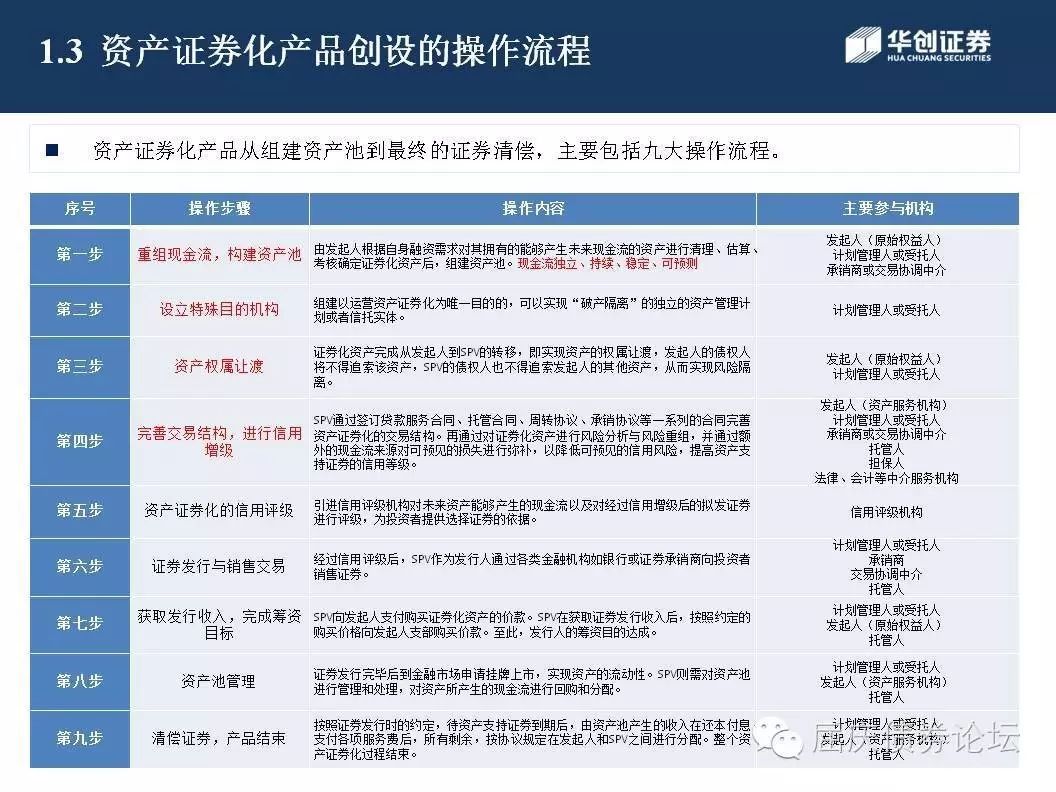 1.3 资产证券化产品创设的操作流程
华创证券
HUA CHUANG SECURITIES
■ 资产证券化产品从组建资产池到最终的证券清偿，主要包括九大操作流程。
序号 操作步骤 操作内容 主要参与机构
第一步
重组现金流，构建资产池
由发起人根据自身融资需求对其拥有的能够产生未来现金流的资产进行清理、估算、
考核确定证券化资产后，组建资产池。现金流独立、持续、稳定、可预测
发起人（原始权益人）
计划管理人或受托人
承销商或交易协调中介
第二步
设立特殊目的机构
组建以运营资产证券化为唯一目的的，可以实现“破产隔离”的独立的资产管理计
划或者信托实体。
计划管理人或受托人
第三步
资产权属让渡
证券化资产完成从发起人到SPV的转移，即实现资产的权属让渡，发起人的债权人
将不得追索该资产，SPV的债权人也不得追索发起人的其他资产，从而实现风险隔
离。
发起人（原始权益人）
计划管理人或受托人
第四步
完善交易结构，进行信用
增级
SPV通过签订贷款服务合同、托管合同、周转协议、承销协议等一系列的合同完善
资产证券化的交易结构。再通过对证券化资产进行风险分析与风险重组，并通过额
外的现金流来源对可预见的损失进行弥补，以降低可预见的信用风险，提高资产支
持证券的信用等级。
发起人（资产服务机构）
计划管理人或受托人
承销商或交易协调中介
托管人
担保人
法律、会计等中介服务机构
第五步
资产证券化的信用评级
引进信用评级机构对未来资产能够产生的现金流以及对经过信用增级后的拟发证券
进行评级，为投资者提供选择证券的依据。
信用评级机构
第六步
证券发行与销售交易
经过信用评级后，SPV作为发行人通过各类金融机构如银行或证券承销商向投资者
销售证券。
计划管理人或受托人
承销商
交易协调中介
托管人
第七步
获取发行收入，完成筹资
目标
SPV向发起人支付购买证券化资产的价款。SPV在获取证券发行收入后，按照约定的
购买价格向发起人支部购买价款。至此，发行人的筹资目的达成。
计划管理人或受托人
发起人（原始权益人）
托管人
第八步
资产池管理
证券发行完毕后到金融市场申请挂牌上市，实现资产的流动性。SPV则需对资产池
进行管理和处理，对资产所产生的现金流进行回购和分配。
计划管理人或受托人
发起人（资产服务机构）
托管人
第九步
清偿证券，产品结束
按照证券发行时的约定，待资产支持证券到期后，由资产池产生的收入在还本付息
支付各项服务费后，所有剩余，按协议规定在发起人和SPV之间进行分配。整个资
产证券化过程结束。
计划管理人或受托人
发起人（资产服务机构）
托管人
屈庆债券论坛